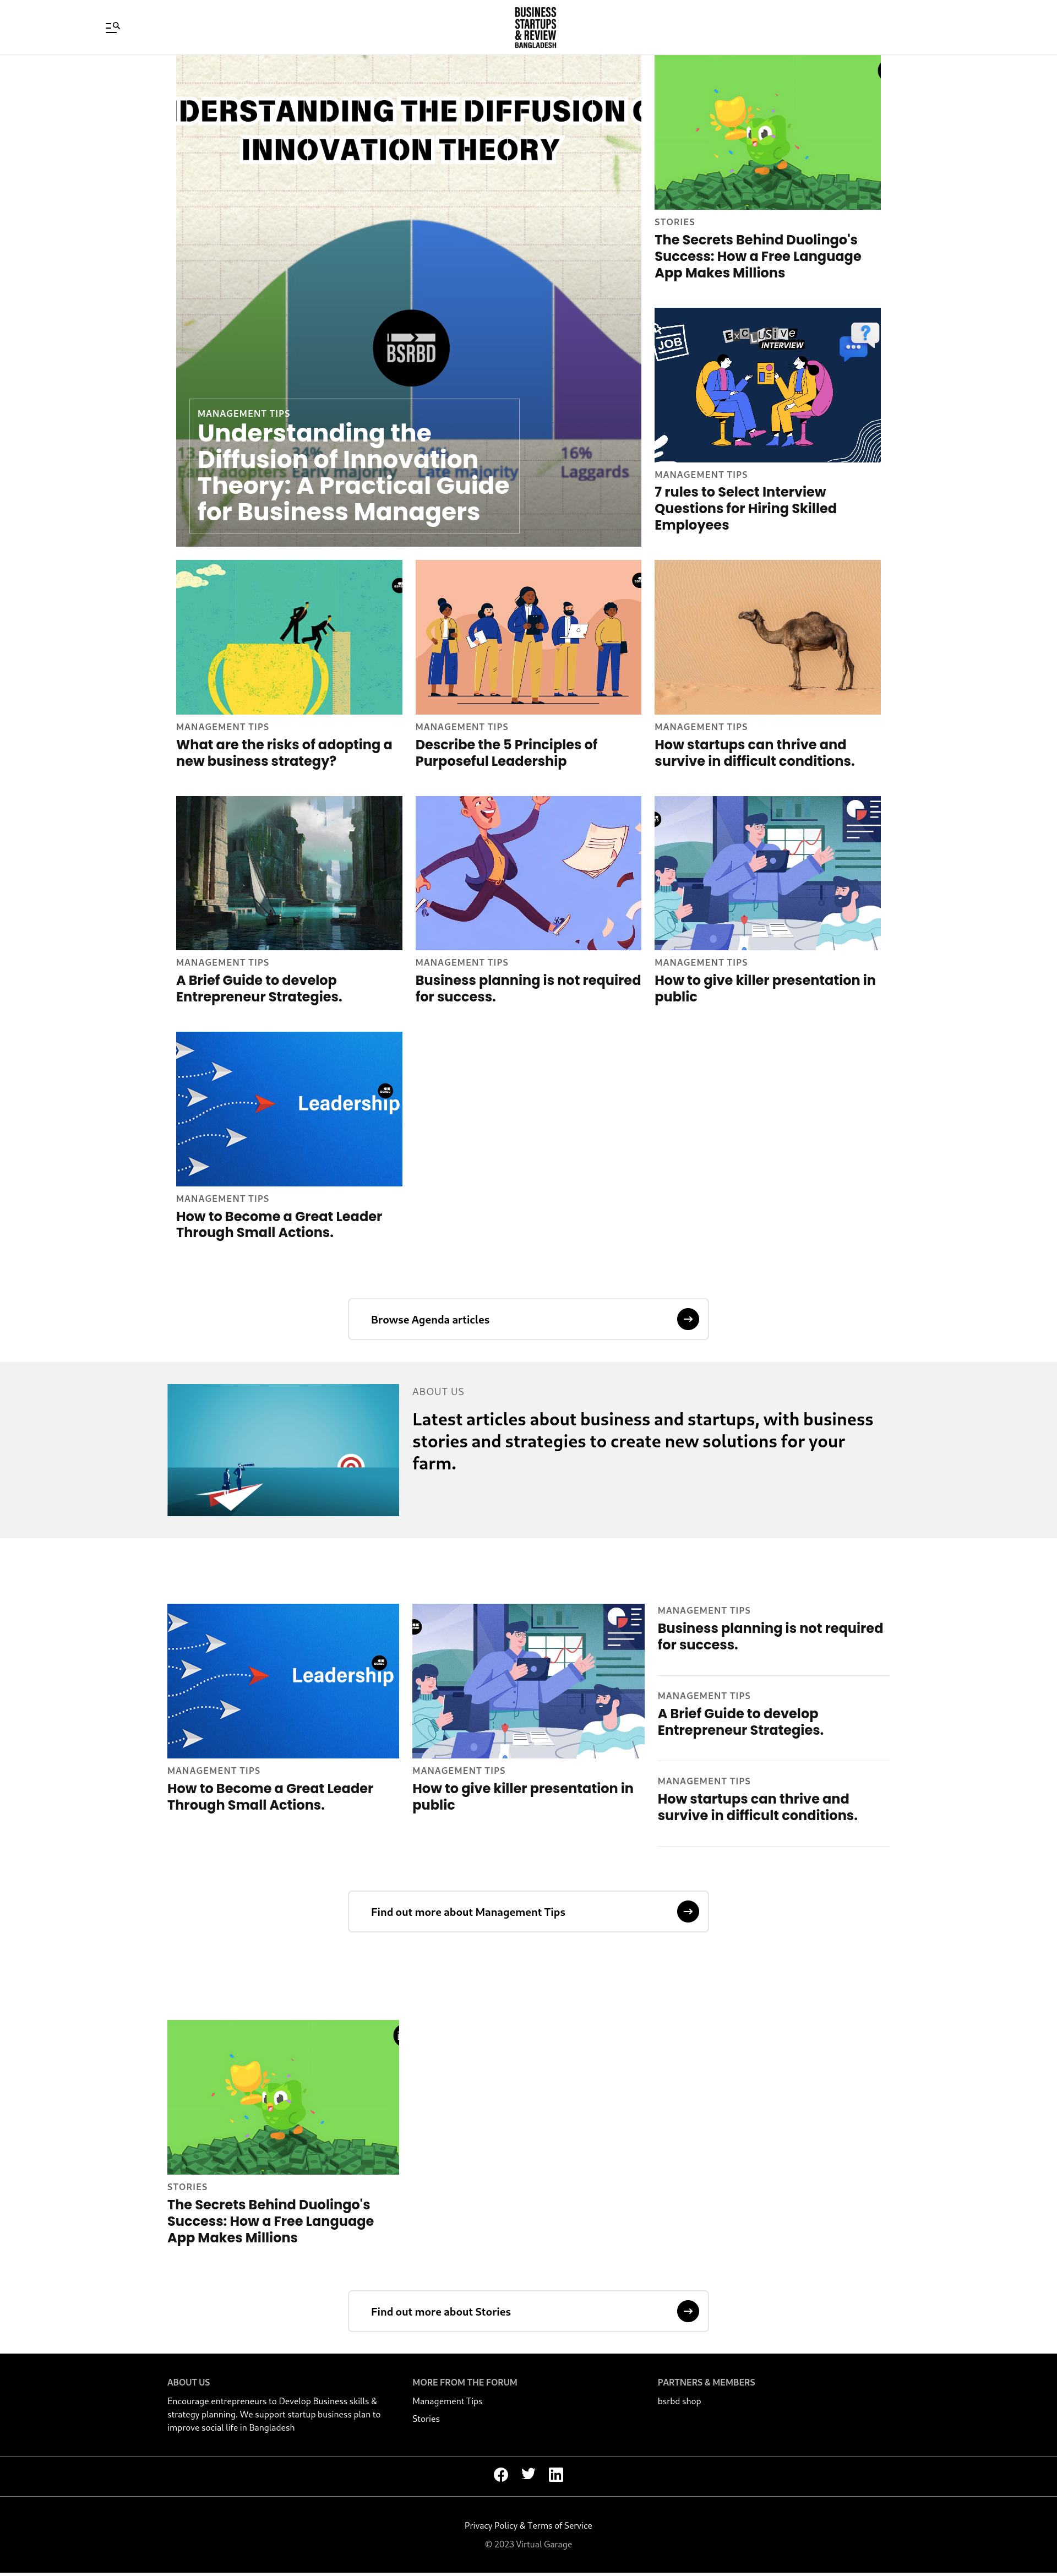 BUSINESS
STARTUPS
& REVIEW
BANGLADESH
DERSTANDING THE DIFFUSION
INNOVATION THEORY
BSRBD
34%
34%
16%
Early adopters
Early majority
Late majority
Laggards
MANAGEMENT TIPS
Understanding the
Diffusion of Innovation
Theory: A Practical Guide
for Business Managers
STORIES
The Secrets Behind Duolingo's
Success: How a Free Language
App Makes Millions
JOB
EXCLUSIVE
INTERVIEW
?
MANAGEMENT TIPS
7 rules to Select Interview
Questions for Hiring Skilled
Employees
MANAGEMENT TIPS
What are the risks of adopting a
new business strategy?
MANAGEMENT TIPS
Describe the 5 Principles of
Purposeful Leadership
MANAGEMENT TIPS
How startups can thrive and
survive in difficult conditions.
MANAGEMENT TIPS
A Brief Guide to develop
Entrepreneur Strategies.
MANAGEMENT TIPS
Business planning is not required
for success.
MANAGEMENT TIPS
How to give killer presentation in
public
Leadership
MANAGEMENT TIPS
How to Become a Great Leader
Through Small Actions.
Browse Agenda articles
ABOUT US
Latest articles about business and startups, with business
stories and strategies to create new solutions for your
farm.
Leadership
MANAGEMENT TIPS
How to Become a Great Leader
Through Small Actions.
MANAGEMENT TIPS
How to give killer presentation in
public
MANAGEMENT TIPS
Business planning is not required
for success.
MANAGEMENT TIPS
A Brief Guide to develop
Entrepreneur Strategies.
MANAGEMENT TIPS
How startups can thrive and
survive in difficult conditions.
Find out more about Management Tips
STORIES
The Secrets Behind Duolingo's
Success: How a Free Language
App Makes Millions
Find out more about Stories
ABOUT US
Encourage entrepreneurs to Develop Business skills &
strategy planning. We support startup business plan to
improve social life in Bangladesh
MORE FROM THE FORUM
Management Tips
Stories
PARTNERS & MEMBERS
bsrbd shop
Privacy Policy & Terms of Service
© 2023 Virtual Garage